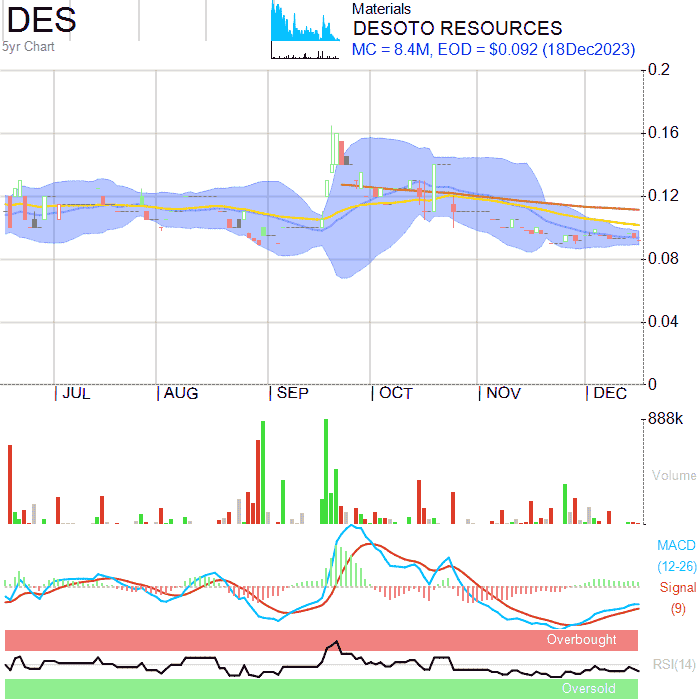 DES
5yr Chart
Materials
DESOTO RESOURCES
MC = 8.4M, EOD = $0.092 (18Dec2023)
0.2
0.16
0.12
0.08
0.04
0
JUL AUG SEP OCT NOV DEC
888k
Volume
MACD
(12-26)
Signal
(9)
Overbought
RSI(14)
Oversold